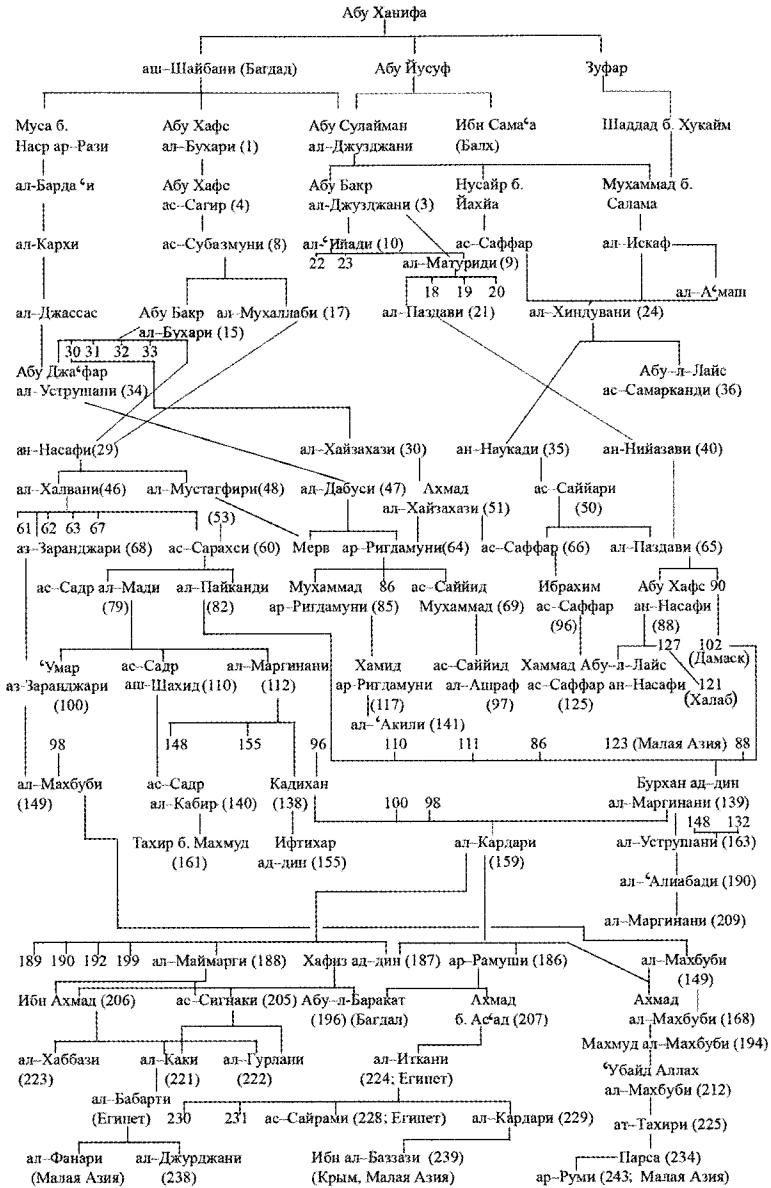 Абу Ханифа
аш–Шайбани (Багдад) Абу Йусуф Зуфар
Муса б. Абу Хафс Абу Сулайман Ибн Сама‘а Шаддад б. Хукайм
Наср ар–Рази ал–Бухари (1) ал–Джузджани (Балх)
ал-Барда ‘и Абу Хафс Абу Бакр Нусайр б. Мухаммад б.
ас–Сагир (4) ал–Джузджани (3) Йахйа Салама
ал-Кархи ас–Субазмуни (8) ал–‘Ийади (10) ас–Саффар ал–Искаф
22 23 ал–Матуриди (9)
18 19 20 ал–А‘маш
ал–Джассас Абу Бакр ал–Мухаллаби (17) ал–Паздави (21) ал–Хиндувани (24)
ал–Бухари (15)
30 31 32 33
Абу Джа‘фар Абу–л–Лайс
ал–Уструшани (34) ас–Самарканди (36)
ан–Насафи(29) ал–Хайзахази (30) ан–Наукади (35) ан–Нийазави (40)
ал–Халвани(46) ал–Мустагфири(48) ад–Дабуси (47) Ахмад ас–Саййари
ал–Хайзахази (51) (50)
61 62 63 67 (53)
аз–Заранджари (68) ас–Сарахси (60) Мерв ар–Ригдамуни(64) ас–Саффар (66) ал–Паздави (65)
ас–Садр ал–Мади ал–Пайканди Мухаммад 86 ас–Саййид Ибрахим Абу Хафс 90
(79) (82) ар–Ригдамуни (85) Мухаммад (69) ас–Саффар ан–Насафи
(96) (88)
127 102
‘Умар ас–Садр ал–Маргинани Хамид ас–Саййид Хаммад Абу–л–Лайс (Дамаск)
аз–Заранджари аш–Шахид (110) (112) ар–Ригдамуни ал–Ашраф ас–Саффар ан–Насафи 121
(100) (117) (97) (125) (Халаб)
ал–‘Акили (141)
98 148 155 96 110 111 86 123 (Малая Азия) 88
ал–Махбуби ас–Садр Кадихан Бурхан ад–дин
(149) ал–Кабир (140) (138) 100 98 ал–Маргинани (139)
148 132
Тахир б. Махмуд Ифтихар ал–Кардари ал–Уструшани (163)
(161) ад–дин (155) (159)
ал–‘Алиабади (190)
ал–Маргинани (209)
189 190 192 199 ал–Маймарги (188) Хафиз ад–дин (187) ар–Рамуши (186) ал–Махбуби
(149)
Ибн Ахмад (206) ас–Сигнаки (205) Абу–л-Баракат Ахмад Ахмад
(196) (Багдал) б. Ас‘ад (207) ал–Махбуби (168)
Махмуд ал–Махбуби (194)
ал–Хаббази ал–Каки ал–Гурлани ал–Иткани ‘Убайд Аллах
(223) (221) (222) (224; Египет) ал–Махбуби (212)
ал–Бабарти
(Египет) 230 231 ас–Сайрами (228; Египет) ал–Кардари (229) ат–Тахири (225)
ал–Фанари ал–Джурджани Ибн ал–Баззази (239) Парса (234)
(Малая Азия) (238) (Крым, Малая Азия) ар–Руми (243; Малая Азия)